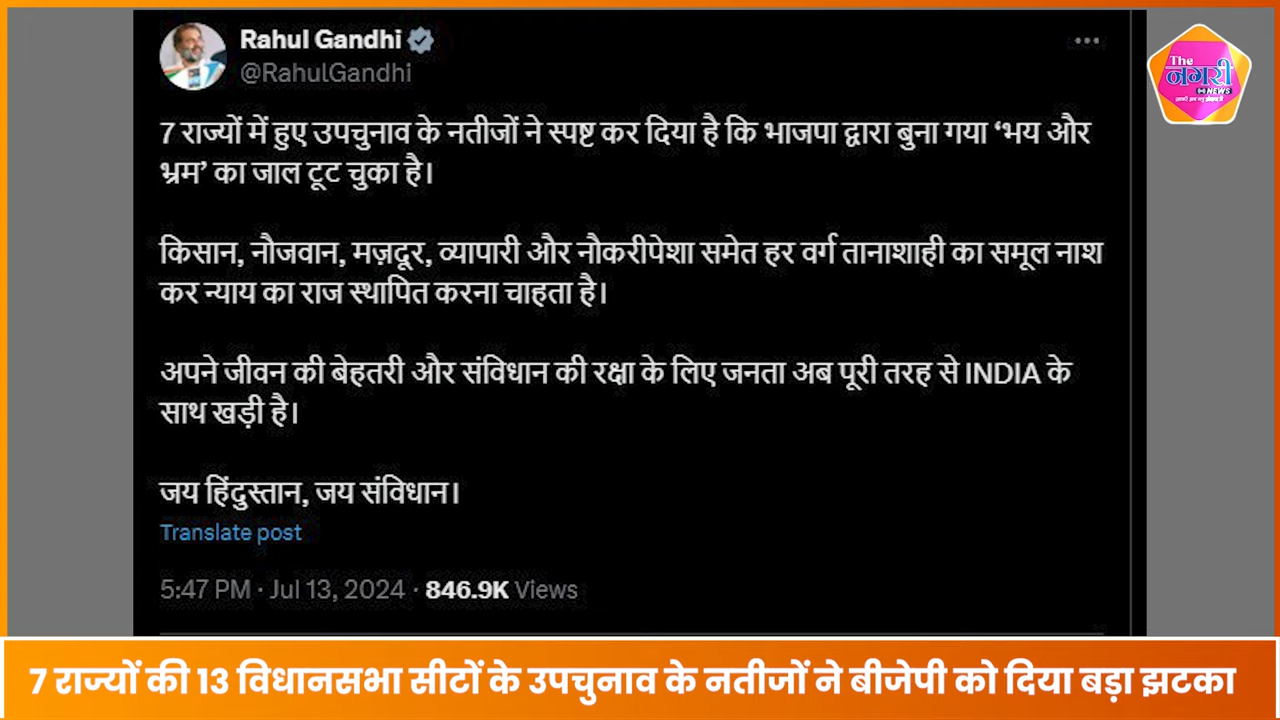 Rahul Gandhi
@RahulGandhi
The
नगरी
NEWS
7 राज्यों में हुए उपचुनाव के नतीजों ने स्पष्ट कर दिया है कि भाजपा द्वारा बुना गया ‘भय और
भ्रम’ का जाल टूट चुका है।
किसान, नौजवान, मज़दूर, व्यापारी और नौकरीपेशा समेत हर वर्ग तानाशाही का समूल नाश
कर न्याय का राज स्थापित करना चाहता है।
अपने जीवन की बेहतरी और संविधान की रक्षा के लिए जनता अब पूरी तरह से INDIA के
साथ खड़ी है।
जय हिंदुस्तान, जय संविधान।
Translate post
5:47 PM · Jul 13, 2024 · 846.9K Views
7 राज्यों की 13 विधानसभा सीटों के उपचुनाव के नतीजों ने बीजेपी को दिया बड़ा झटका